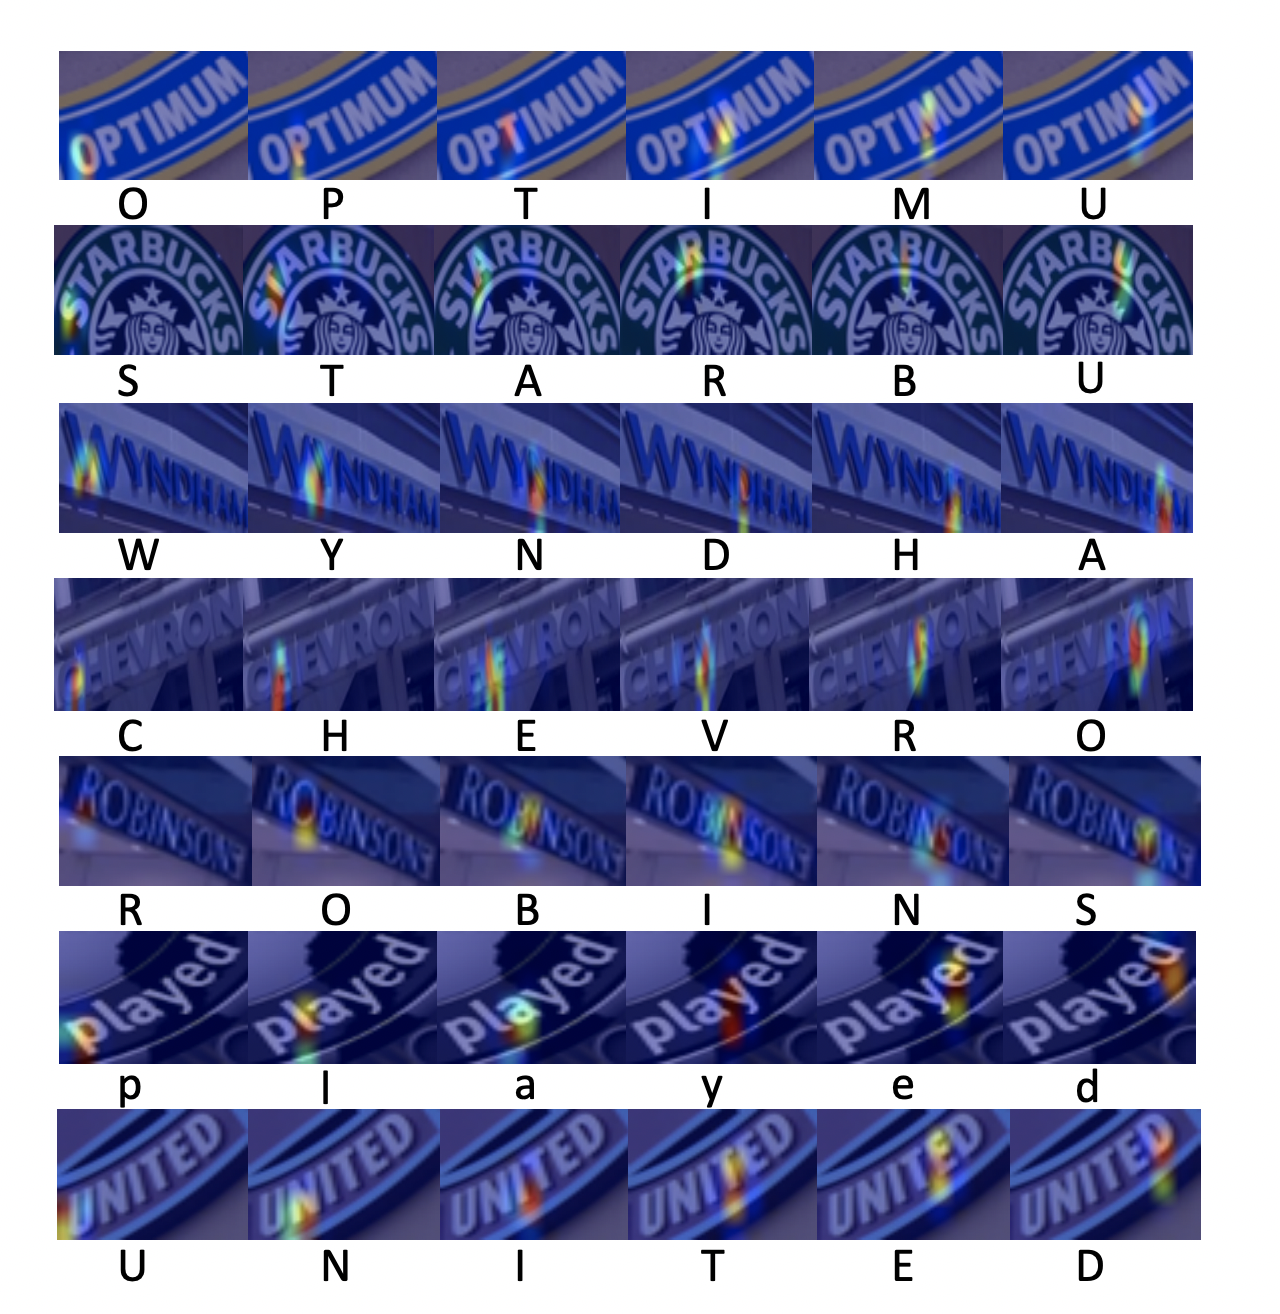 OPTIMUM OPTIMUM OPTIMUM OPTIMUM OPTIMUM OPTIMUM
O P T I M U
STARBUCKS STARBUCKS STARBUCKS STARBUCKS STARBUCKS STARBUCKS
S T A R B U
WYNDHAM WYNDHAM WYNDHAM WYNDHAM WYNDHAM WYNDHAM
W Y N D H A
CHEVRON CHEVRON CHEVRON CHEVRON CHEVRON CHEVRON
C H E V R O
ROBINSONS ROBINSONS ROBINSONS ROBINSONS ROBINSONS ROBINSONS
R O B I N S
played played played played played played
p l a y e d
UNITED UNITED UNITED UNITED UNITED UNITED
U N I T E D